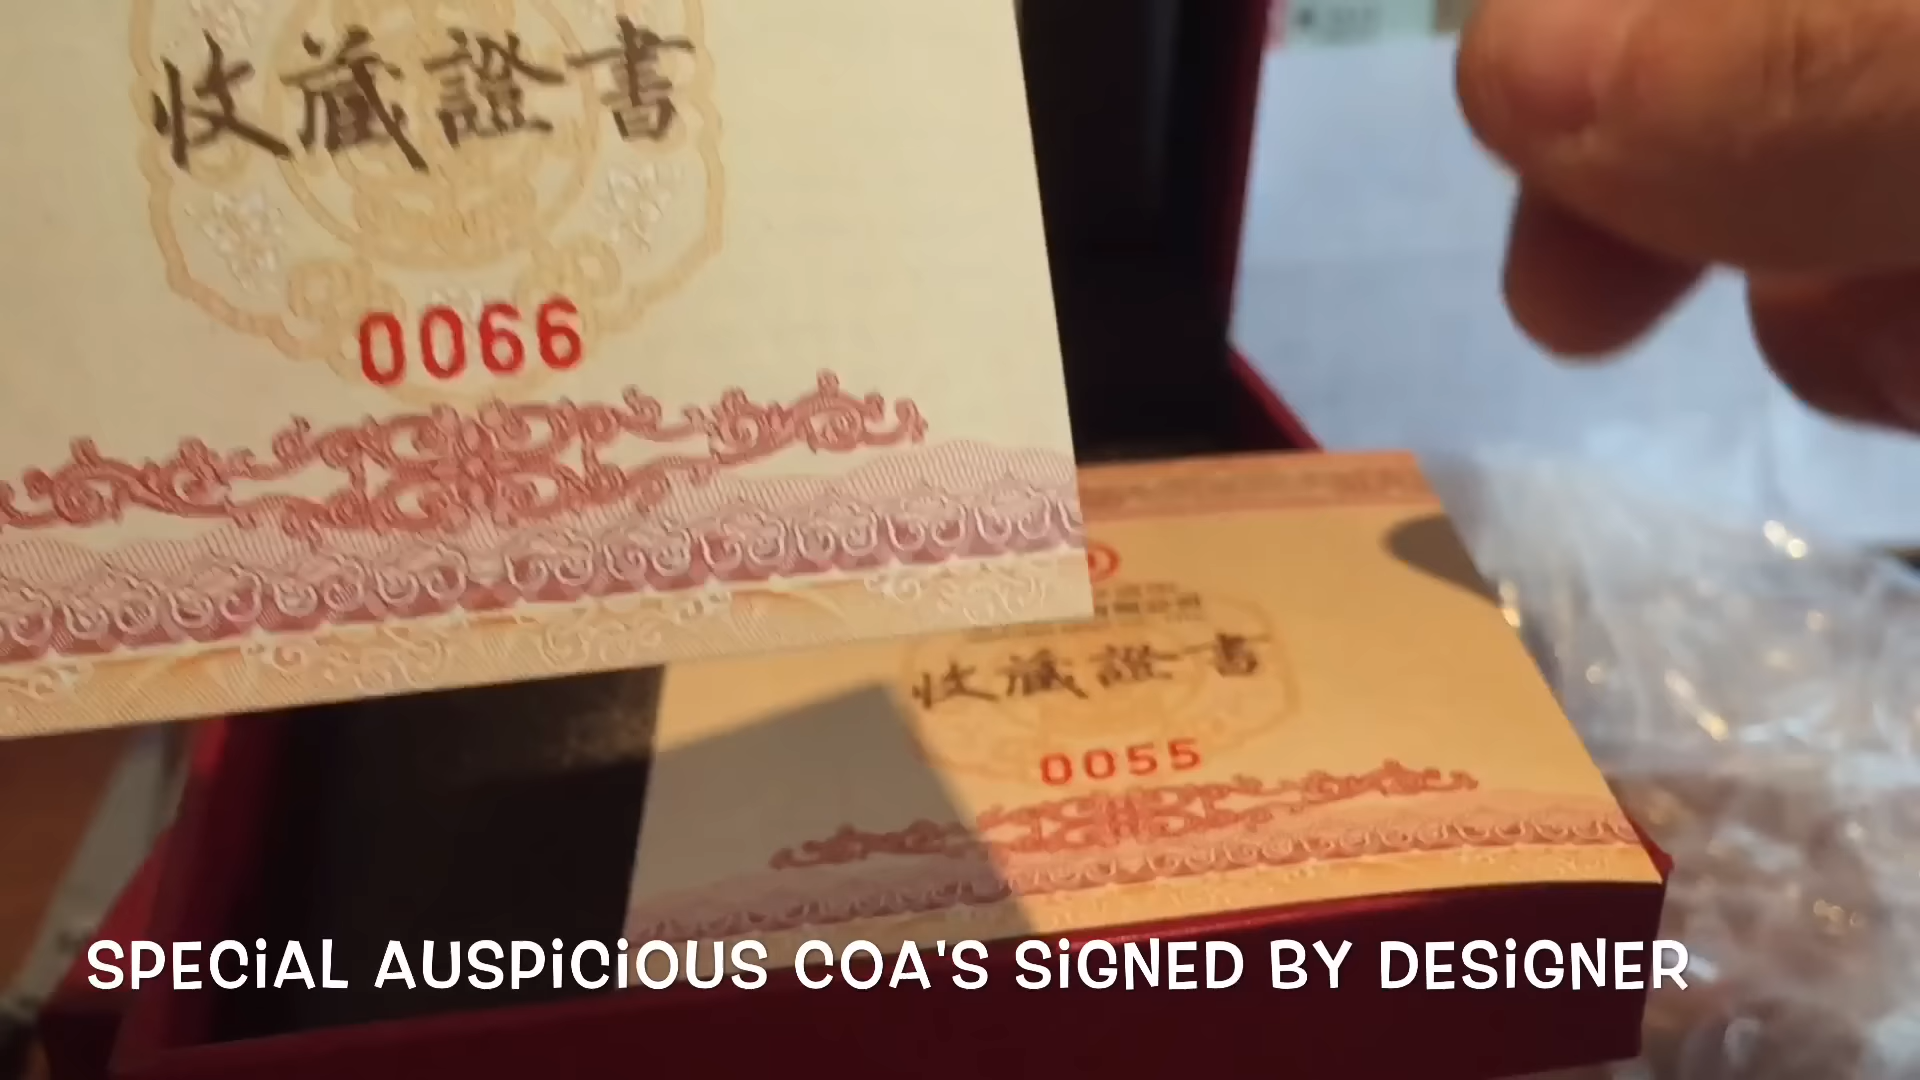 收藏證書
0066
收藏證書
0055
SPECiAL AUSPiCiOUS COA'S SiGNED BY DESiGNER